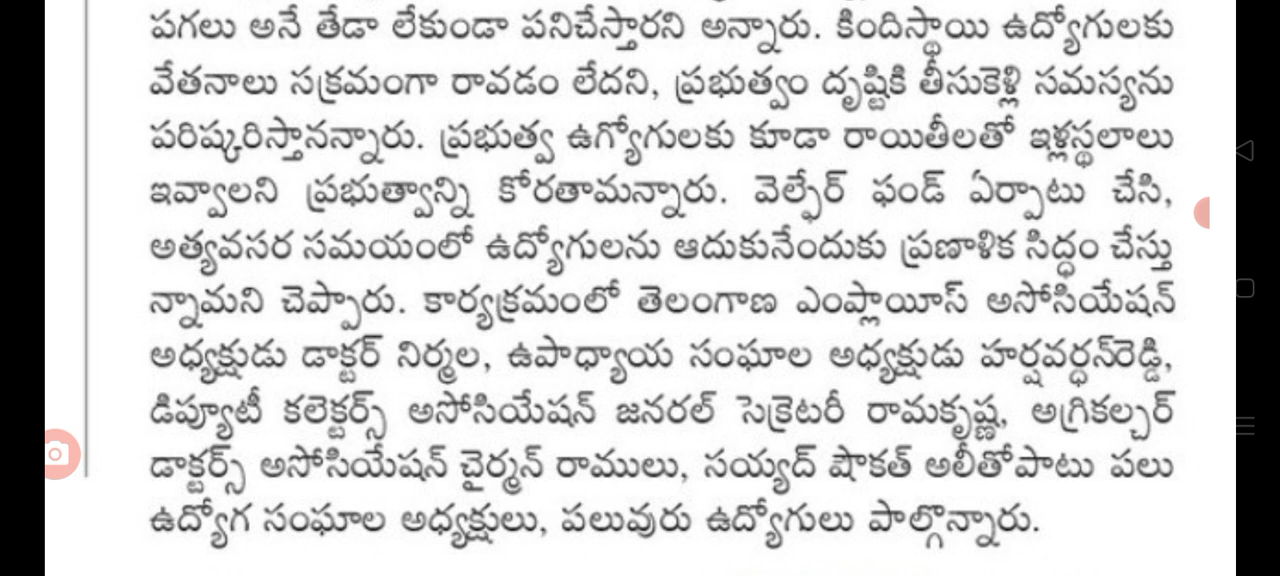 పగలు అనే తేడా లేకుండా పనిచేస్తారని అన్నారు. కిందిస్థాయి ఉద్యోగులకు
వేతనాలు సక్రమంగా రావడం లేదని, ప్రభుత్వం దృష్టికి తీసుకెళ్లి సమస్యను
పరిష్కరిస్తానన్నారు. ప్రభుత్వ ఉగ్యోగులకు కూడా రాయితీలతో ఇళ్లస్థలాలు
ఇవ్వాలని ప్రభుత్వాన్ని కోరతామన్నారు. వెల్ఫేర్ ఫండ్ ఏర్పాటు చేసి,
అత్యవసర సమయంలో ఉద్యోగులను ఆదుకునేందుకు ప్రణాళిక సిద్ధం చేస్తు
న్నామని చెప్పారు. కార్యక్రమంలో తెలంగాణ ఎంప్లాయీస్ అసోసియేషన్
అధ్యక్షుడు డాక్టర్ నిర్మల, ఉపాధ్యాయ సంఘాల అధ్యక్షుడు హర్షవర్ధన్‌రెడ్డి,
డిప్యూటీ కలెక్టర్స్ అసోసియేషన్ జనరల్ సెక్రెటరీ రామకృష్ణ, అగ్రికల్చర్
డాక్టర్స్ అసోసియేషన్ చైర్మన్ రాములు, సయ్యద్ షౌకత్ అలీతోపాటు పలు
ఉద్యోగ సంఘాల అధ్యక్షులు, పలువురు ఉద్యోగులు పాల్గొన్నారు.